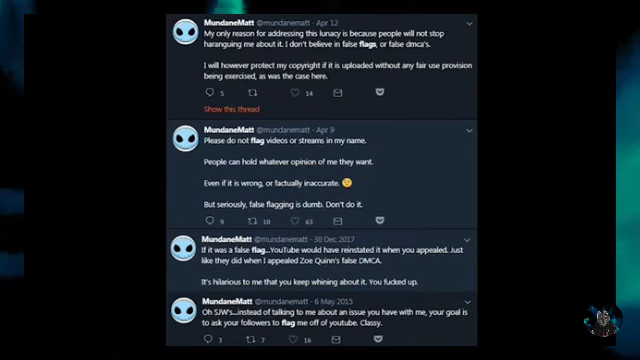 MundaneMatt @mundanematt · Apr 12
My only reason for addressing this lunacy is because people will not stop
haranguing me about it. I don't believe in false flags, or false dmca's.
I will however protect my copyright if it is uploaded without any fair use provision
being exercised, as was the case here.
5 14
Show this thread
MundaneMatt @mundanematt · Apr 9
Please do not flag videos or streams in my name.
People can hold whatever opinion of me they want.
Even if it is wrong, or factually inaccurate. 🤨
But seriously, false flagging is dumb. Don't do it.
9 10 63
MundaneMatt @mundanematt · 30 Dec 2017
If it was a false flag...YouTube would have reinstated it when you appealed. Just
like they did when I appealed Zoe Quinn's false DMCA.
It's hilarious to me that you keep whining about it. You fucked up.
MundaneMatt @mundanematt · 6 May 2015
Oh SJW's...instead of talking to me about an issue you have with me, your goal is
to ask your followers to flag me off of youtube. Classy.
3 7 16